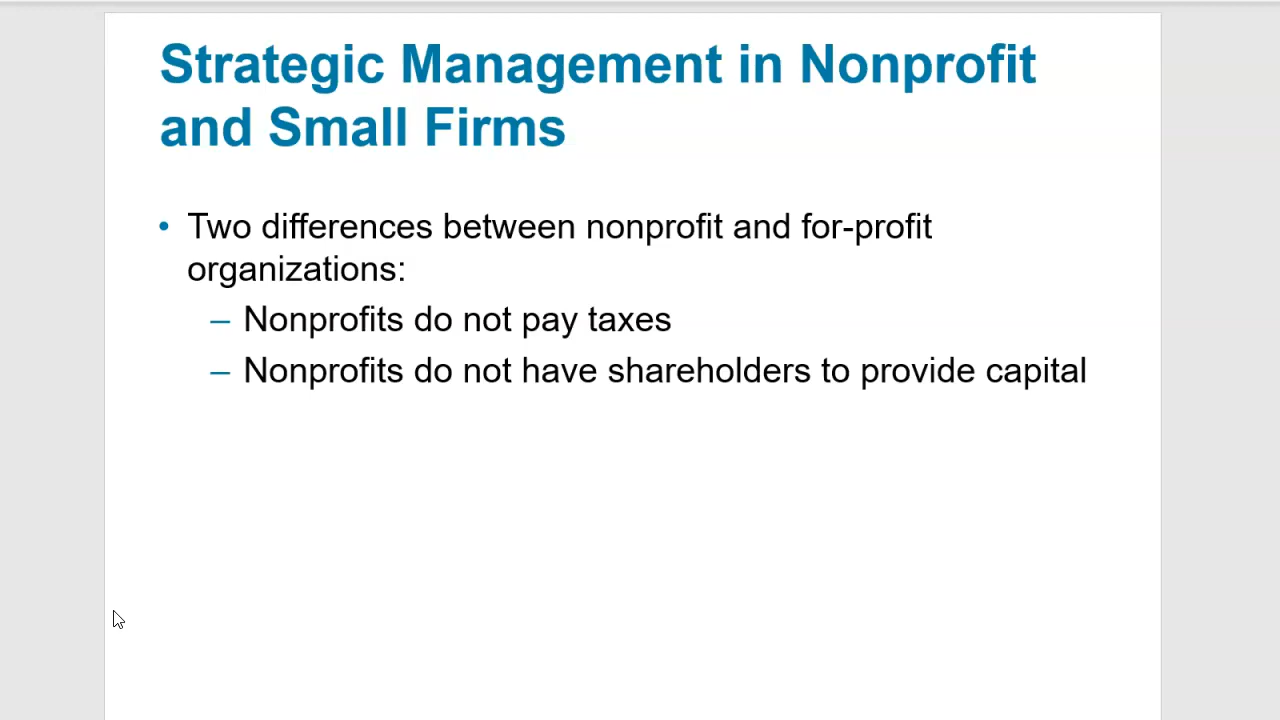 Strategic Management in Nonprofit
and Small Firms
• Two differences between nonprofit and for-profit
organizations:
– Nonprofits do not pay taxes
– Nonprofits do not have shareholders to provide capital